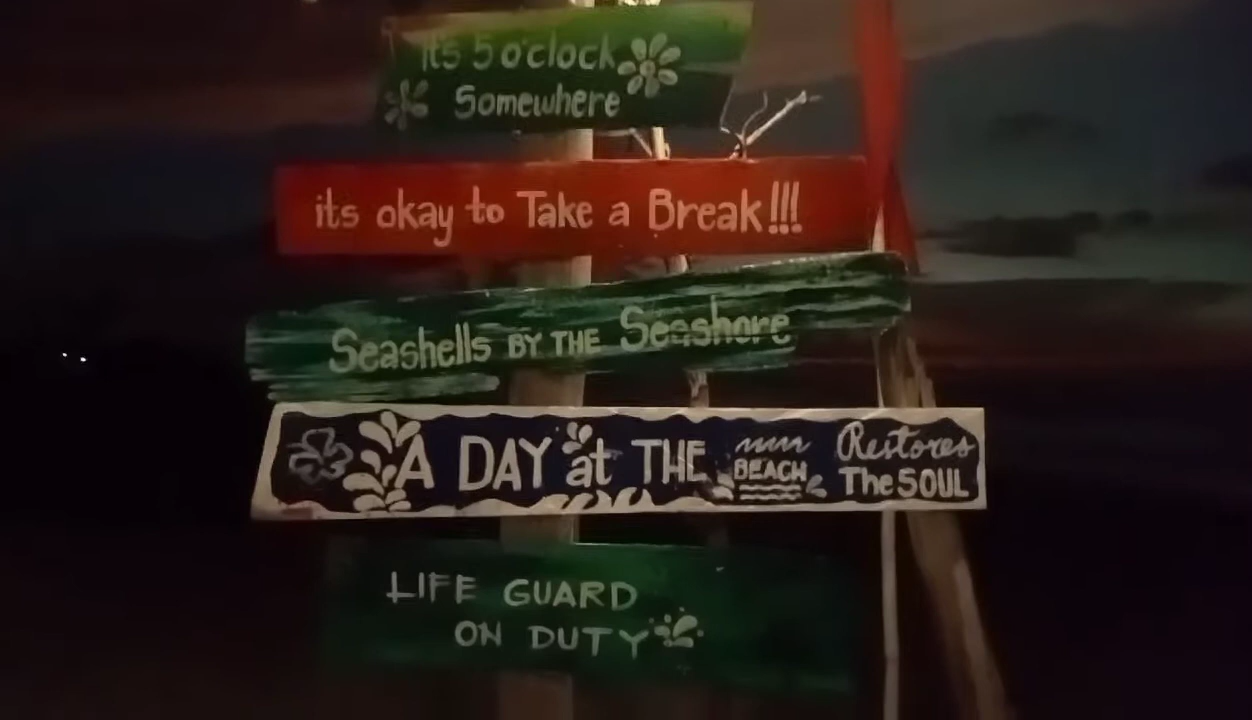 it's 5 o'clock
Somewhere
its okay to Take a Break!!!
Seashells BY THE Seashore
A DAY at THE BEACH Restores The SOUL
LIFE GUARD
ON DUTY